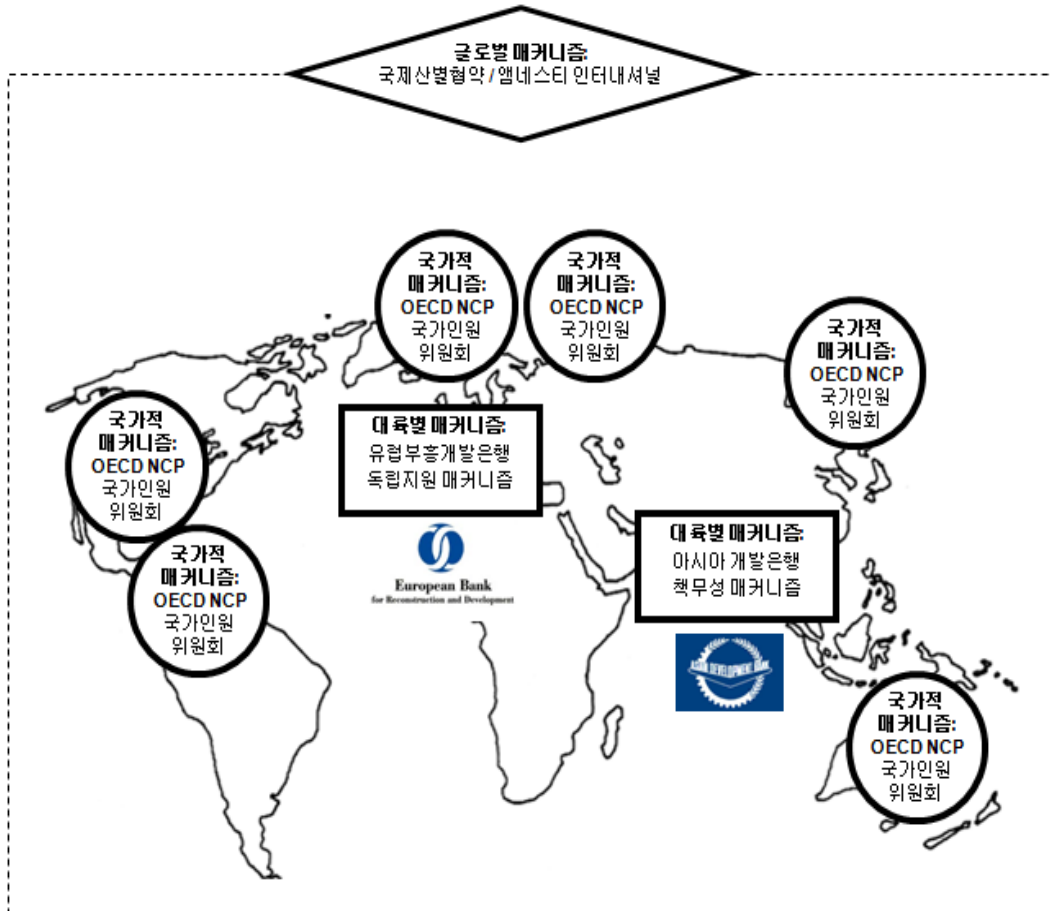 글로벌 매커니즘:
국제산별협약 / 앰네스티 인터내셔널
국가적
매커니즘:
OECD NCP
국가인원
위원회
국가적
매커니즘:
OECD NCP
국가인원
위원회
국가적
매커니즘:
OECD NCP
국가인원
위원회
국가적
매커니즘:
OECD NCP
국가인원
위원회
대륙별 매커니즘:
유럽부흥개발은행
독립지원 매커니즘
European Bank
for Reconstruction and Development
대륙별 매커니즘:
아시아 개발은행
책무성 매커니즘
ASIAN DEVELOPMENT BANK
국가적
매커니즘:
OECD NCP
국가인원
위원회
국가적
매커니즘:
OECD NCP
국가인원
위원회